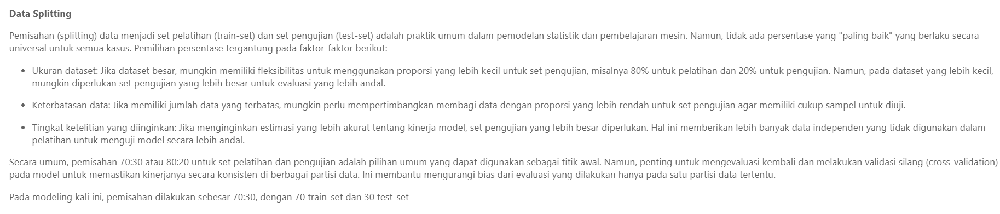 Data Splitting
Pemisahan (splitting) data menjadi set pelatihan (train-set) dan set pengujian (test-set) adalah praktik umum dalam pemodelan statistik dan pembelajaran mesin. Namun, tidak ada persentase yang "paling baik" yang berlaku secara
universal untuk semua kasus. Pemilihan persentase tergantung pada faktor-faktor berikut:
• Ukuran dataset: Jika dataset besar, mungkin memiliki fleksibilitas untuk menggunakan proporsi yang lebih kecil untuk set pengujian, misalnya 80% untuk pelatihan dan 20% untuk pengujian. Namun, pada dataset yang lebih kecil,
mungkin diperlukan set pengujian yang lebih besar untuk evaluasi yang lebih andal.
• Keterbatasan data: Jika memiliki jumlah data yang terbatas, mungkin perlu mempertimbangkan membagi data dengan proporsi yang lebih rendah untuk set pengujian agar memiliki cukup sampel untuk diuji.
• Tingkat ketelitian yang diinginkan: Jika menginginkan estimasi yang lebih akurat tentang kinerja model, set pengujian yang lebih besar diperlukan. Hal ini memberikan lebih banyak data independen yang tidak digunakan dalam
pelatihan untuk menguji model secara lebih andal.
Secara umum, pemisahan 70:30 atau 80:20 untuk set pelatihan dan pengujian adalah pilihan umum yang dapat digunakan sebagai titik awal. Namun, penting untuk mengevaluasi kembali dan melakukan validasi silang (cross-validation)
pada model untuk memastikan kinerjanya secara konsisten di berbagai partisi data. Ini membantu mengurangi bias dari evaluasi yang dilakukan hanya pada satu partisi data tertentu.
Pada modeling kali ini, pemisahan dilakukan sebesar 70:30, dengan 70 train-set dan 30 test-set